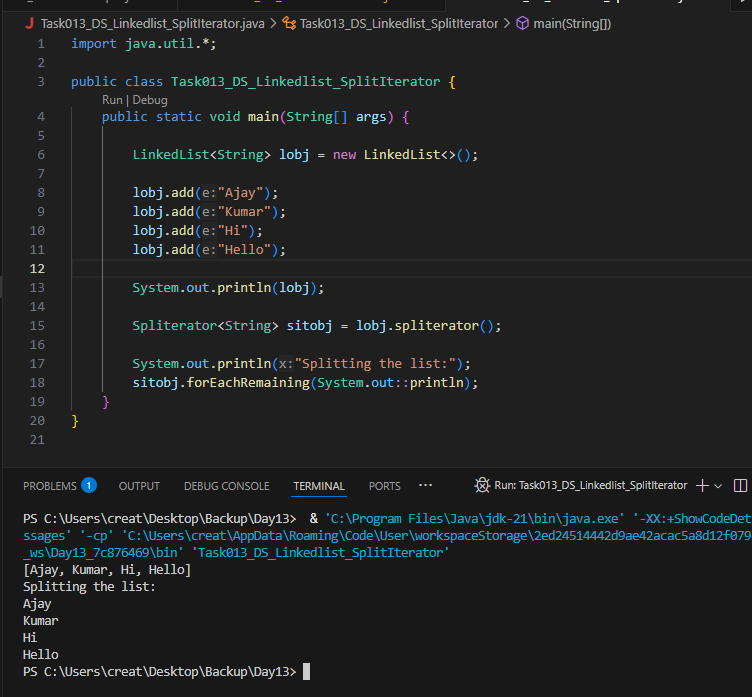 Task013_DS_Linkedlist_SplitIterator.java > Task013_DS_Linkedlist_SplitIterator > main(String[])
1 import java.util.*;
2
3 public class Task013_DS_Linkedlist_SplitIterator {
Run | Debug
4 public static void main(String[] args) {
5
6 LinkedList<String> lobj = new LinkedList<>();
7
8 lobj.add(e:"Ajay");
9 lobj.add(e:"Kumar");
10 lobj.add(e:"Hi");
11 lobj.add(e:"Hello");
12
13 System.out.println(lobj);
14
15 Spliterator<String> sitobj = lobj.spliterator();
16
17 System.out.println(x:"Splitting the list:");
18 sitobj.forEachRemaining(System.out::println);
19 }
20 }
21
PROBLEMS 1 OUTPUT DEBUG CONSOLE TERMINAL PORTS ··· Run: Task013_DS_Linkedlist_SplitIterator
PS C:\Users\creat\Desktop\Backup\Day13> & 'C:\Program Files\Java\jdk-21\bin\java.exe' '-XX:+ShowCodeDet
ssages' '-cp' 'C:\Users\creat\AppData\Roaming\Code\User\workspaceStorage\2ed24514442d9ae42acac5a8d12f079
_ws\Day13_7c876469\bin' 'Task013_DS_Linkedlist_SplitIterator'
[Ajay, Kumar, Hi, Hello]
Splitting the list:
Ajay
Kumar
Hi
Hello
PS C:\Users\creat\Desktop\Backup\Day13>